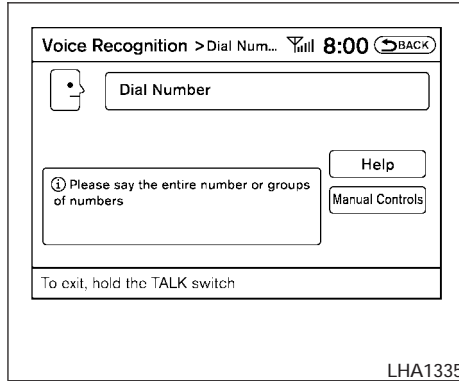 Voice Recognition > Dial Num... 8:00 BACK
Dial Number
Help
ⓘ Please say the entire number or groups
of numbers
Manual Controls
To exit, hold the TALK switch
LHA1335